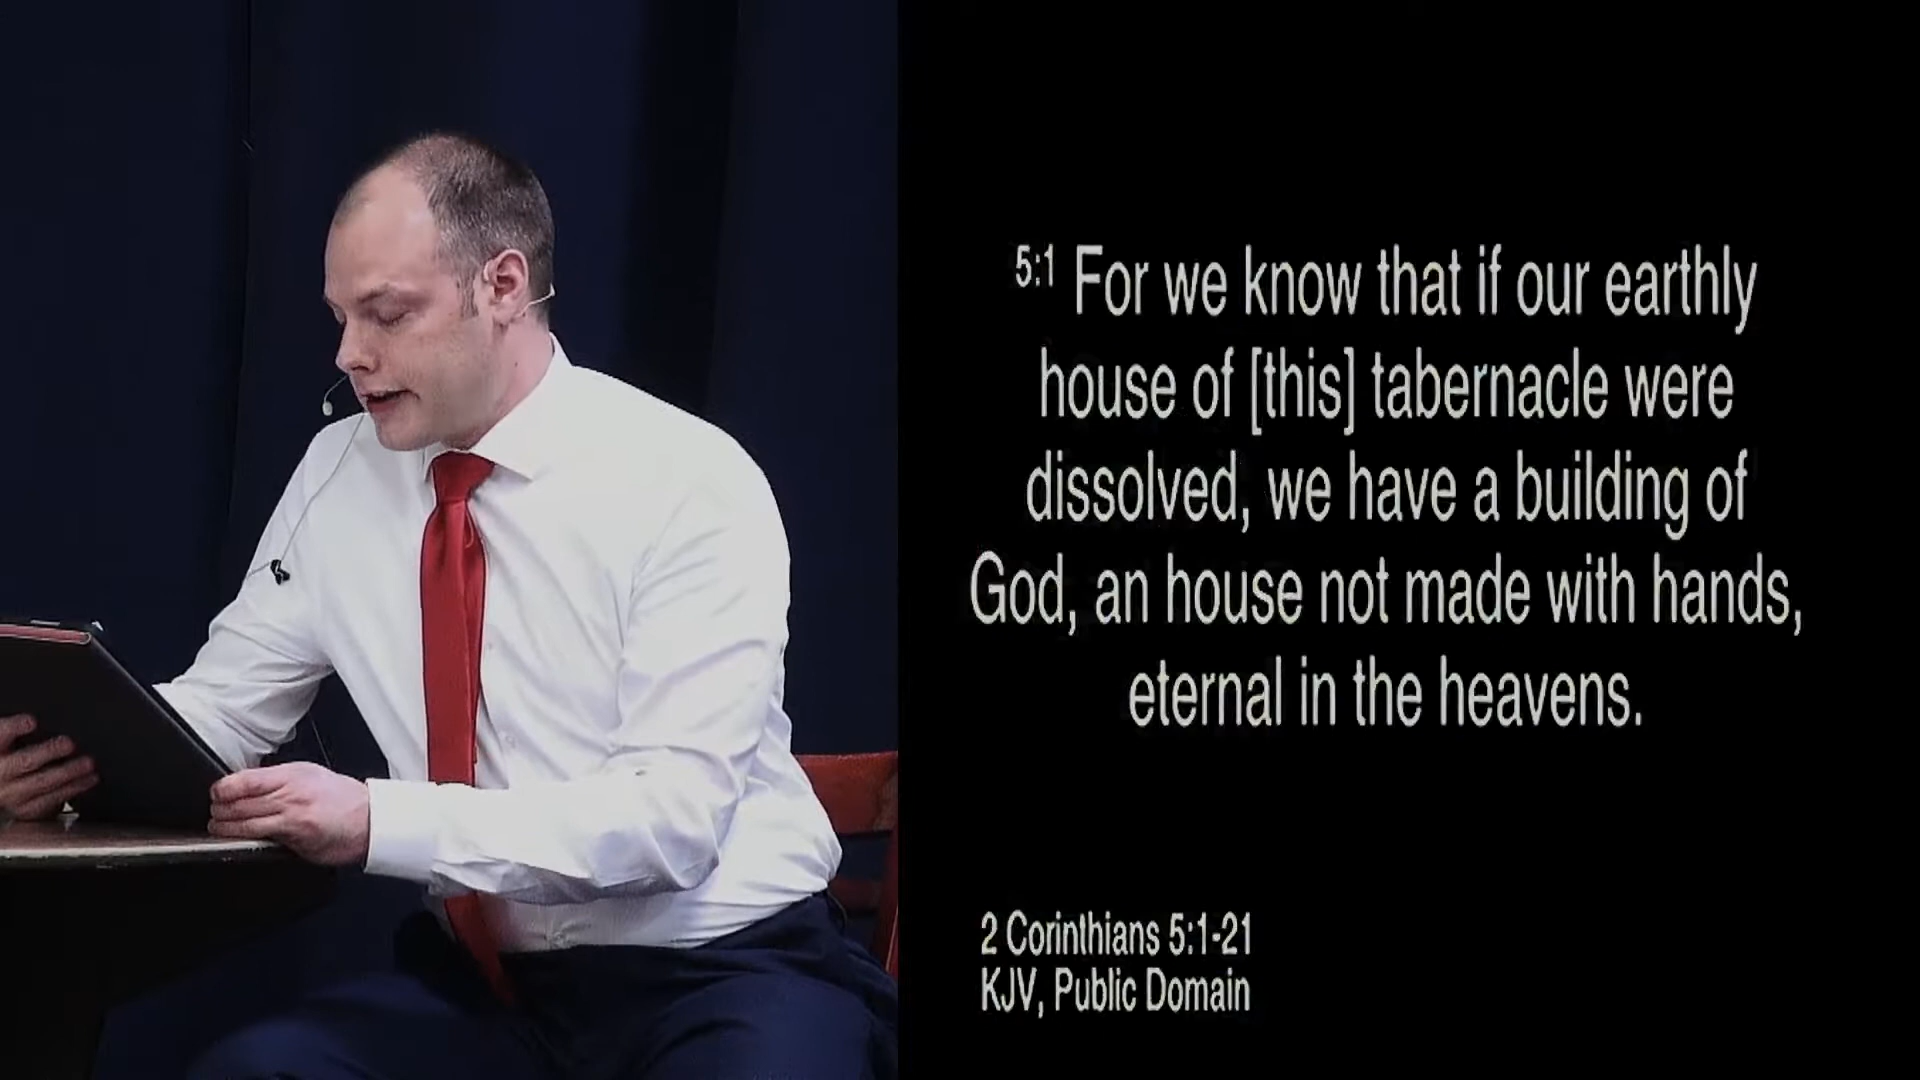 5:1 For we know that if our earthly
house of [this] tabernacle were
dissolved, we have a building of
God, an house not made with hands,
eternal in the heavens.
2 Corinthians 5:1-21
KJV, Public Domain